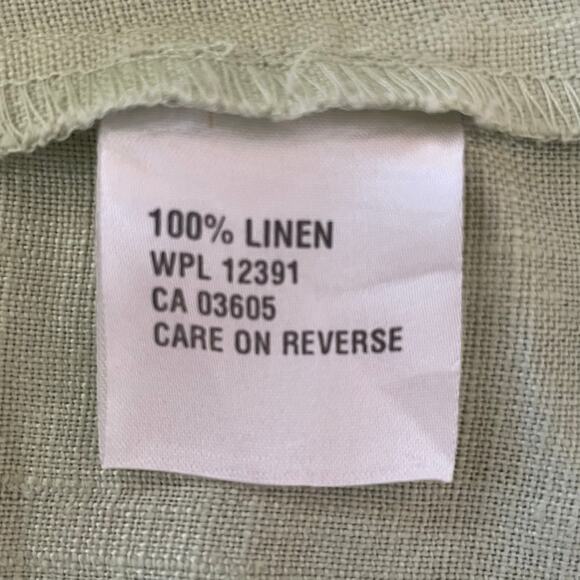 100% LINEN
WPL 12391
CA 03605
CARE ON REVERSE